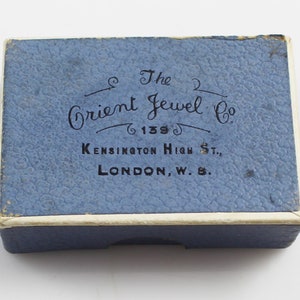 The
Orient Jewel Co.
139
KENSINGTON HIGH ST.,
LONDON, W. 8.